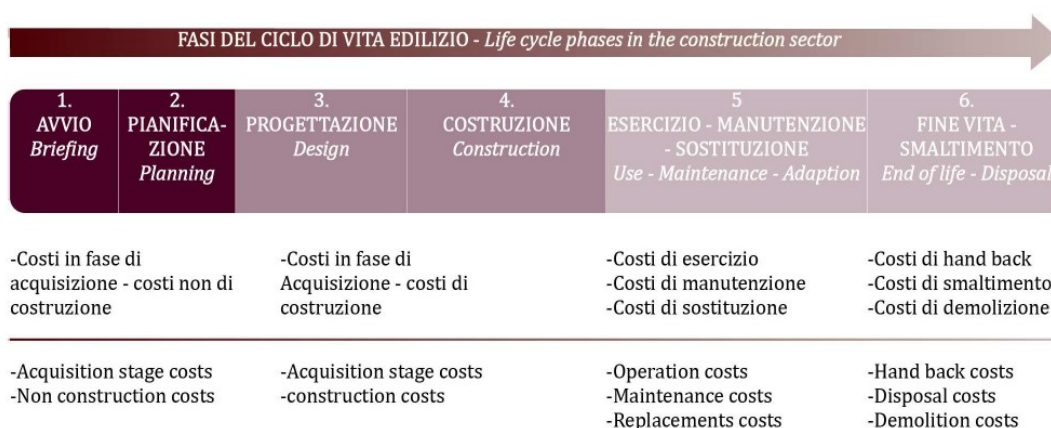 FASI DEL CICLO DI VITA EDILIZIO - Life cycle phases in the construction sector
1.
AVVIO
Briefing
2.
PIANIFICA-
ZIONE
Planning
3.
PROGETTAZIONE
Design
4.
COSTRUZIONE
Construction
5
ESERCIZIO - MANUTENZIONE
- SOSTITUZIONE
Use - Maintenance - Adaption
6.
FINE VITA -
SMALTIMENTO
End of life - Disposal
-Costi in fase di
acquisizione - costi non di
costruzione
-Costi in fase di
Acquisizione - costi di
costruzione
-Costi di esercizio
-Costi di manutenzione
-Costi di sostituzione
-Costi di hand back
-Costi di smaltimento
-Costi di demolizione
-Acquisition stage costs
-Non construction costs
-Acquisition stage costs
-construction costs
-Operation costs
-Maintenance costs
-Replacements costs
-Hand back costs
-Disposal costs
-Demolition costs